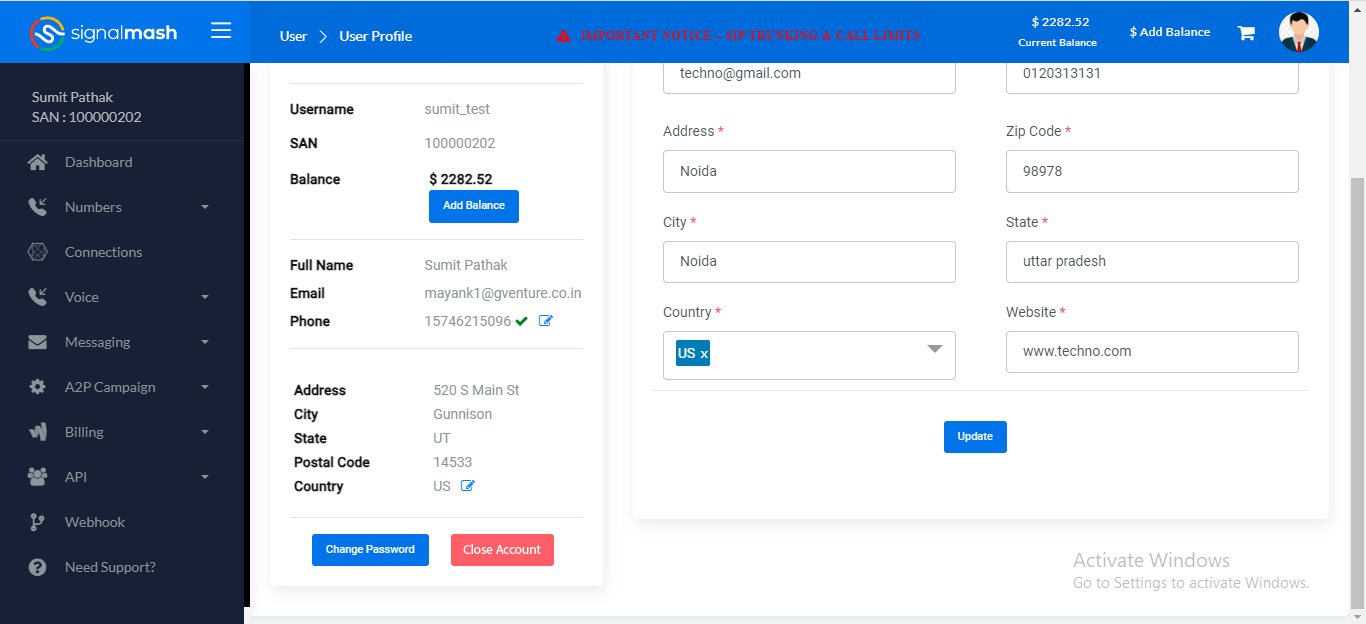 signalmash
User > User Profile
IMPORTANT NOTICE – SIP TRUNKING & CALL LIMITS
$ 2282.52
Current Balance
$ Add Balance
Sumit Pathak
SAN : 100000202
Dashboard
Numbers
Connections
Voice
Messaging
A2P Campaign
Billing
API
Webhook
Need Support?
Username sumit_test
SAN 100000202
Balance $ 2282.52
Add Balance
Full Name Sumit Pathak
Email mayank1@gventure.co.in
Phone 15746215096
Address 520 S Main St
City Gunnison
State UT
Postal Code 14533
Country US
Change Password Close Account
techno@gmail.com 0120313131
Address * Zip Code *
Noida 98978
City * State *
Noida uttar pradesh
Country * Website *
US x www.techno.com
Update
Activate Windows
Go to Settings to activate Windows.